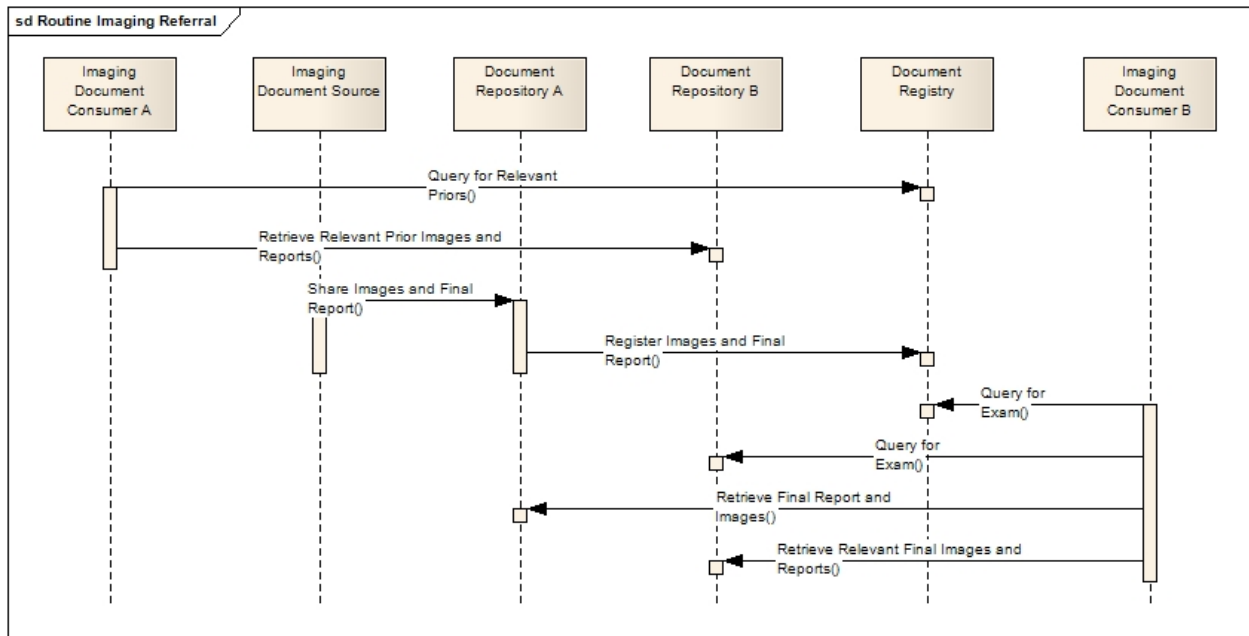 sd Routine Imaging Referral
Imaging
Document
Consumer A
Imaging
Document Source
Document
Repository A
Document
Repository B
Document
Registry
Imaging
Document
Consumer B
Query for Relevant
Priors()
Retrieve Relevant Prior Images and
Reports()
Share Images and Final
Report()
Register Images and Final
Report()
Query for
Exam()
Query for
Exam()
Retrieve Final Report and
Images()
Retrieve Relevant Final Images and
Reports()